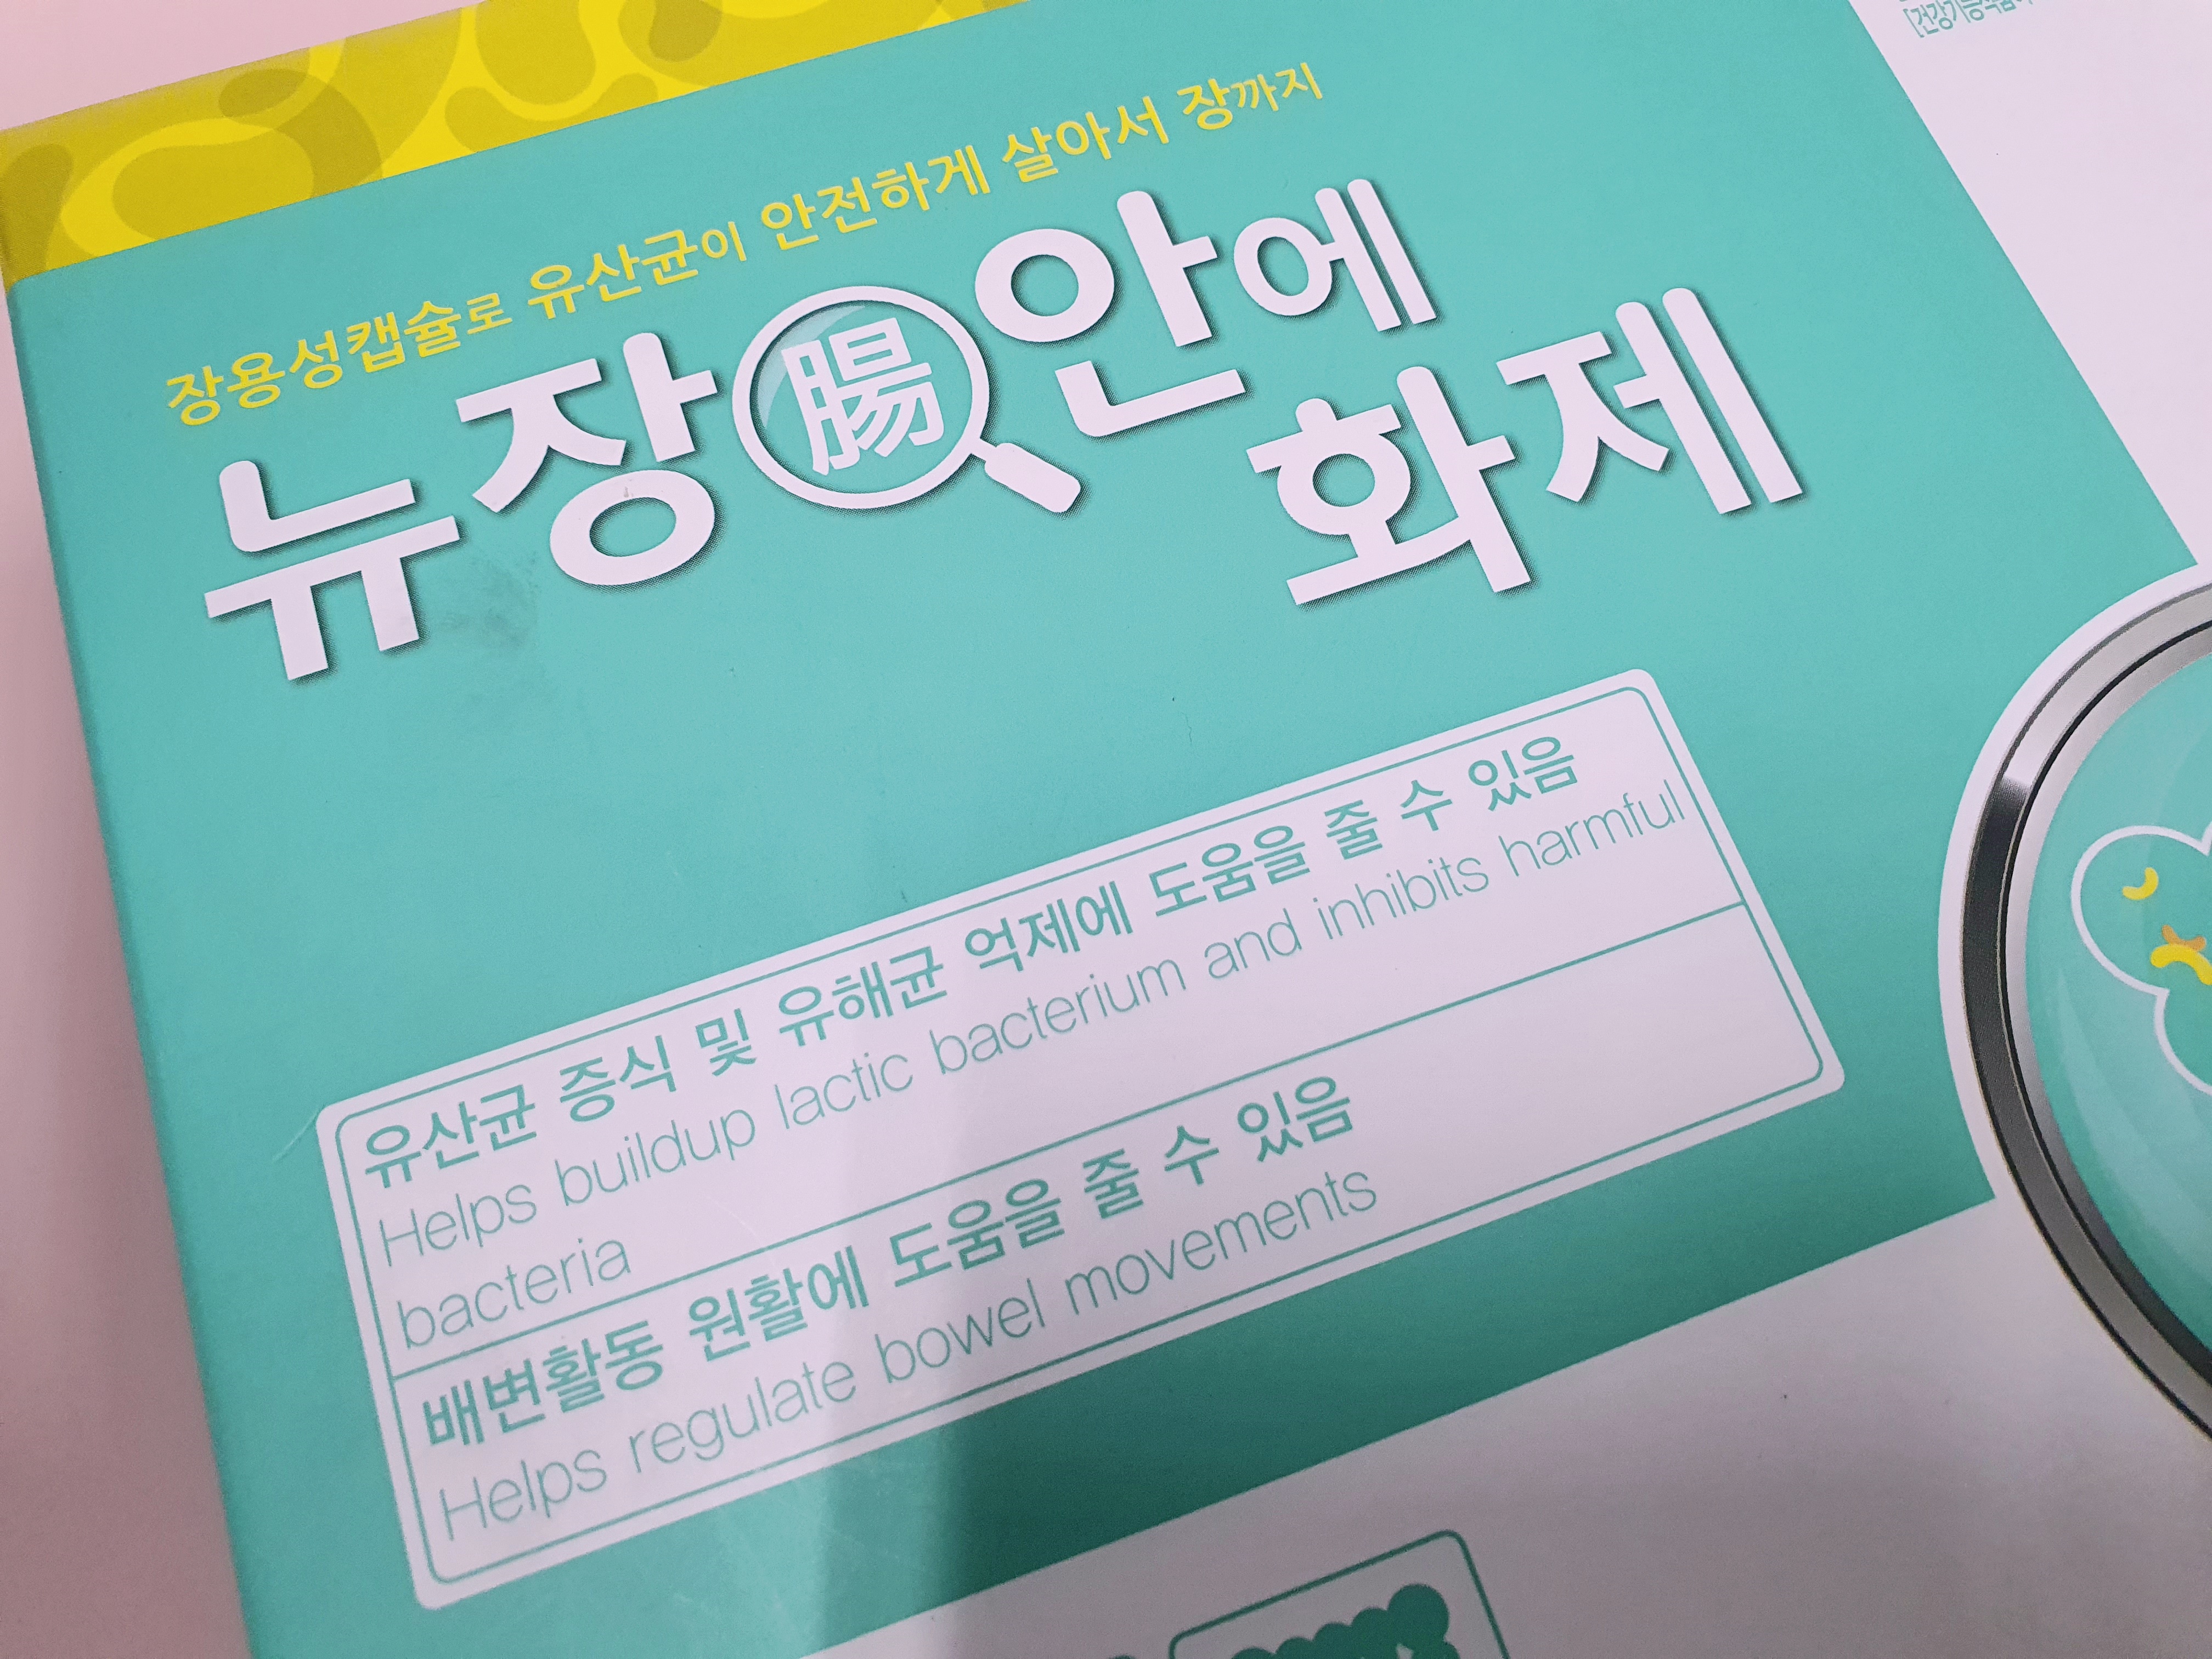 장용성캡슐로 유산균이 안전하게 살아서 장까지
뉴장腸안에
화제
유산균 증식 및 유해균 억제에 도움을 줄 수 있음
Helps buildup lactic bacterium and inhibits harmful
bacteria
배변활동 원활에 도움을 줄 수 있음
Helps regulate bowel movements